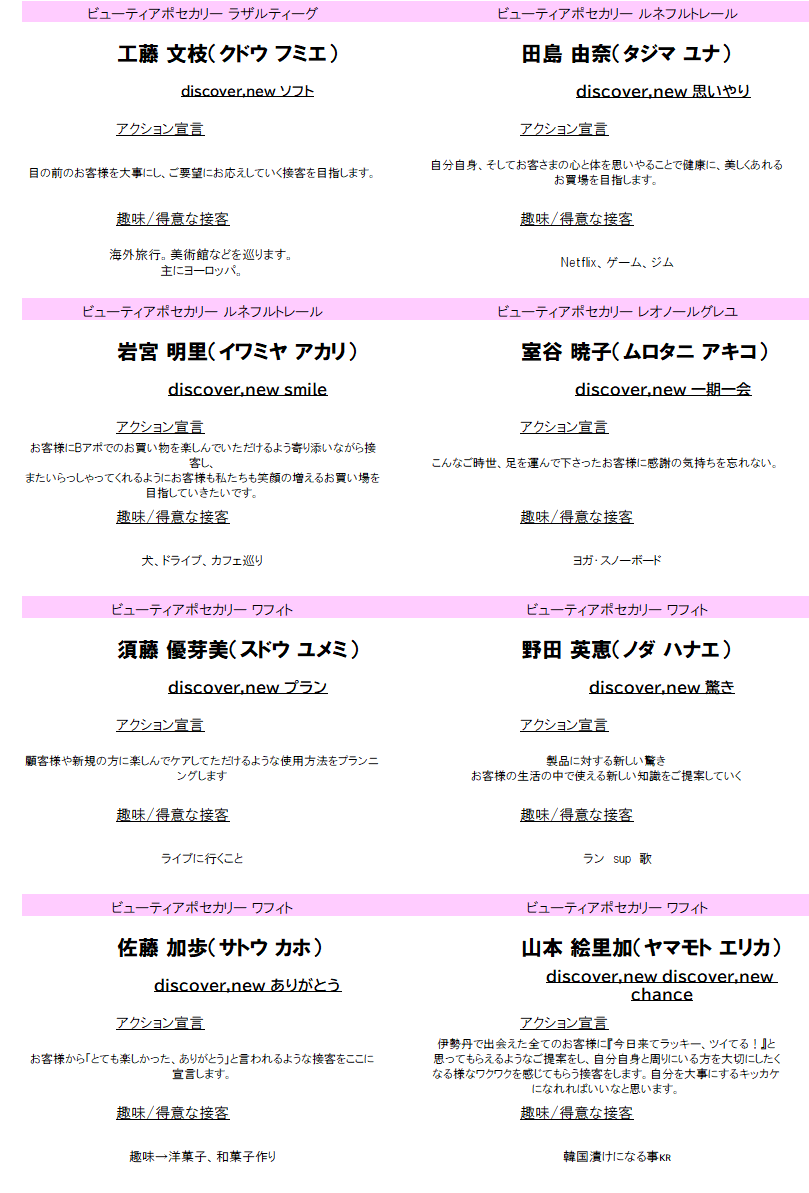 ビューティアポセカリー ラザルティーグ
工藤 文枝(クドウ フミエ)
discover,new ソフト
アクション宣言
目の前のお客様を大事にし、ご要望にお応えしていく接客を目指します。
趣味/得意な接客
海外旅行。美術館などを巡ります。
主にヨーロッパ。
ビューティアポセカリー ルネフルトレール
田島 由奈(タジマ ユナ)
discover,new 思いやり
アクション宣言
自分自身、そしてお客さまの心と体を思いやることで健康に、美しくあれる
お買場を目指します。
趣味/得意な接客
Netflix、ゲーム、ジム
ビューティアポセカリー ルネフルトレール
岩宮 明里(イワミヤ アカリ)
discover,new smile
アクション宣言
お客様にBアポでのお買い物を楽しんでいただけるよう寄り添いながら接
客し、
またいらっしゃってくれるようにお客様も私たちも笑顔の増えるお買い場を
目指していきたいです。
趣味/得意な接客
犬、ドライブ、カフェ巡り
ビューティアポセカリー レオノールグレユ
室谷 暁子(ムロタニ アキコ)
discover,new 一期一会
アクション宣言
こんなご時世、足を運んで下さったお客様に感謝の気持ちを忘れない。
趣味/得意な接客
ヨガ・スノーボード
ビューティアポセカリー ワフィト
須藤 優芽美(スドウ ユメミ)
discover,new プラン
アクション宣言
顧客様や新規の方に楽しんでケアしてただけるような使用方法をプランニ
ングします
趣味/得意な接客
ライブに行くこと
ビューティアポセカリー ワフィト
野田 英恵(ノダ ハナエ)
discover,new 驚き
アクション宣言
製品に対する新しい驚き
お客様の生活の中で使える新しい知識をご提案していく
趣味/得意な接客
ラン sup 歌
ビューティアポセカリー ワフィト
佐藤 加歩(サトウ カホ)
discover,new ありがとう
アクション宣言
お客様から「とても楽しかった、ありがとう」と言われるような接客をここに
宣言します。
趣味/得意な接客
趣味→洋菓子、和菓子作り
ビューティアポセカリー ワフィト
山本 絵里加(ヤマモト エリカ)
discover,new discover,new
chance
アクション宣言
伊勢丹で出会えた全てのお客様に『今日来てラッキー、ツイてる！』と
思ってもらえるようなご提案をし、自分自身と周りにいる方を大切にしたく
なる様なワクワクを感じてもらう接客をします。自分を大事にするキッカケ
になれればいいなと思います。
趣味/得意な接客
韓国漬けになる事KR